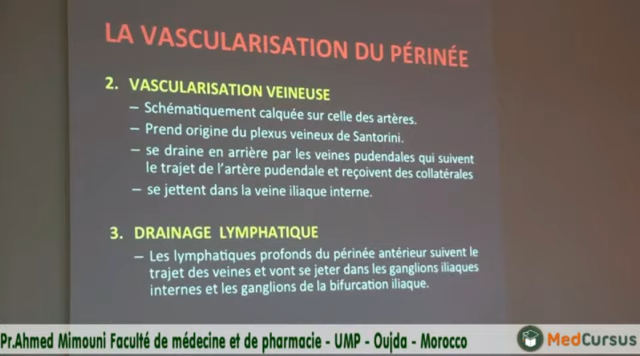 LA VASCULARISATION DU PÉRINÉE
2. VASCULARISATION VEINEUSE
– Schématiquement calquée sur celle des artères.
– Prend origine du plexus veineux de Santorini.
– se draine en arrière par les veines pudendales qui suivent
le trajet de l'artère pudendale et reçoivent des collatérales
– se jettent dans la veine iliaque interne.
3. DRAINAGE LYMPHATIQUE
– Les lymphatiques profonds du périnée antérieur suivent le
trajet des veines et vont se jeter dans les ganglions iliaques
internes et les ganglions de la bifurcation iliaque.
Pr.Ahmed Mimouni Faculté de médecine et de pharmacie - UMP - Oujda - Morocco
MedCursus